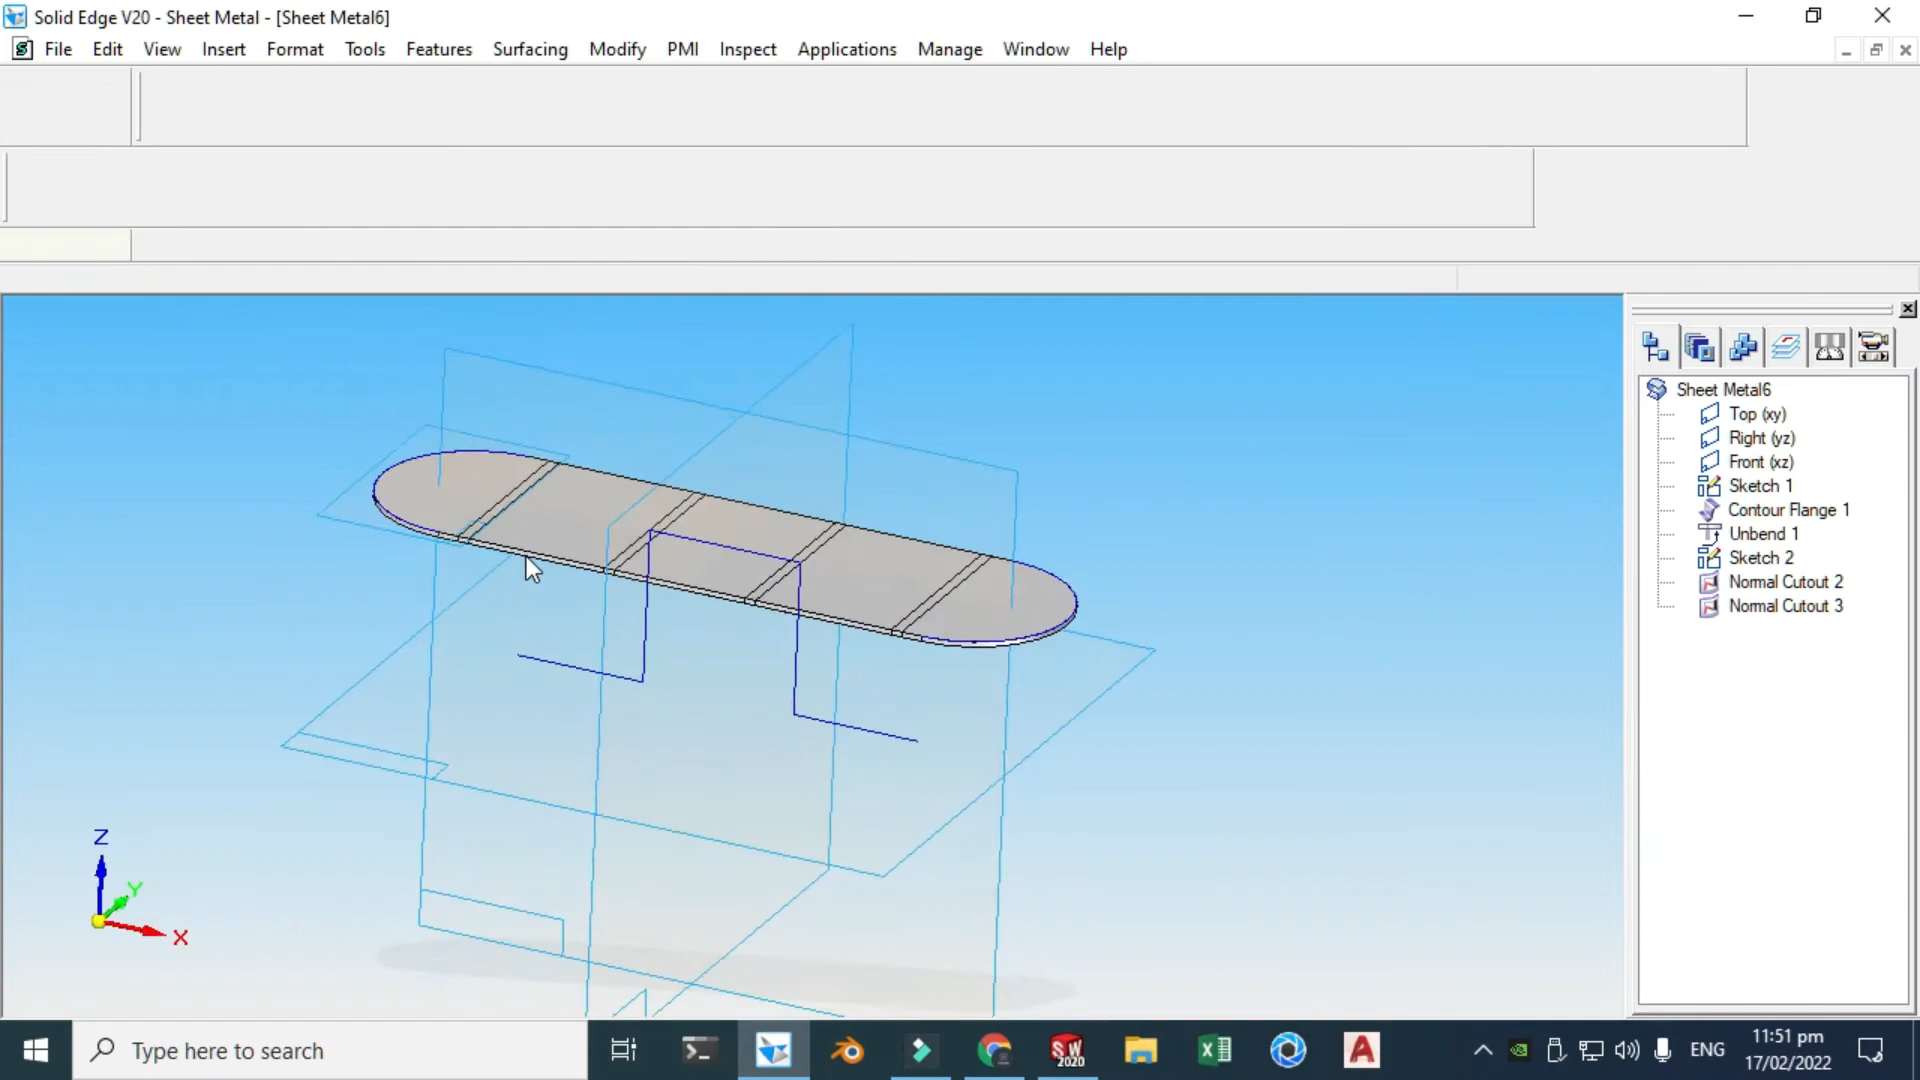 Solid Edge V20 - Sheet Metal - [Sheet Metal6]
File Edit View Insert Format Tools Features Surfacing Modify PMI Inspect Applications Manage Window Help
Sheet Metal6
Top (xy)
Right (yz)
Front (xz)
Sketch 1
Contour Flange 1
Unbend 1
Sketch 2
Normal Cutout 2
Normal Cutout 3
Z
Y
X
Type here to search
SW
2020
ENG
11:51 pm
17/02/2022